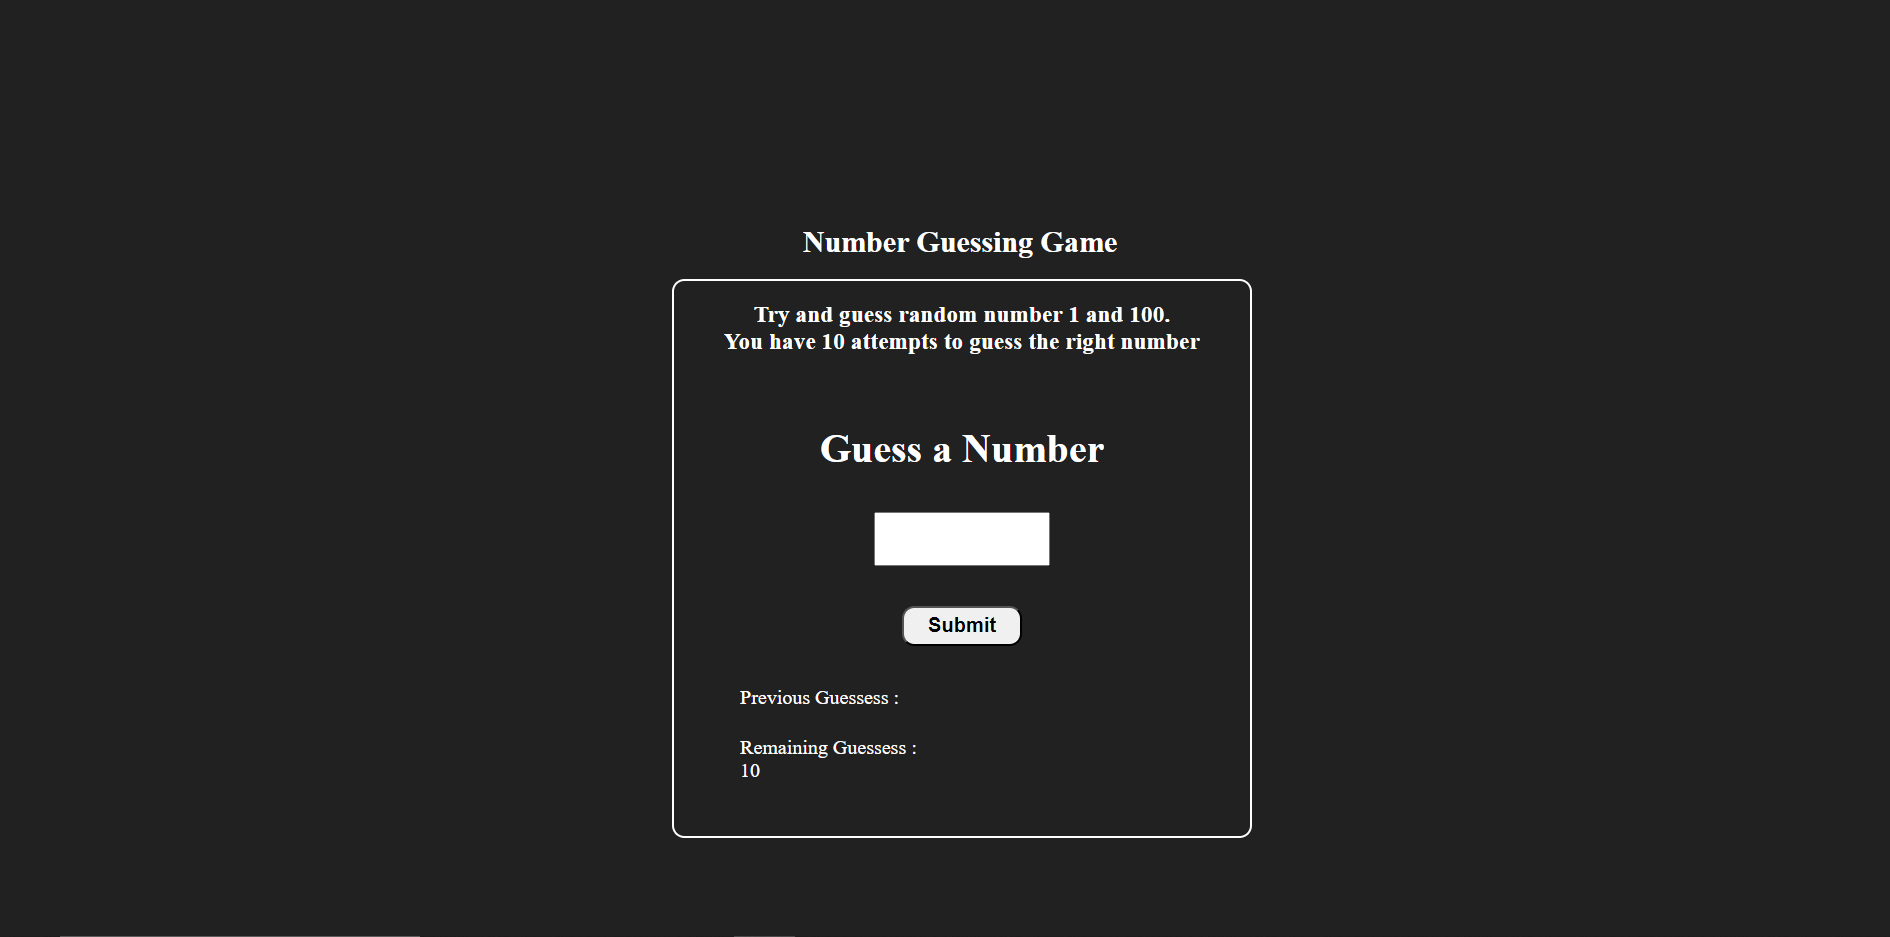 Number Guessing Game
Try and guess random number 1 and 100.
You have 10 attempts to guess the right number
Guess a Number
Submit
Previous Guessess :
Remaining Guessess :
10